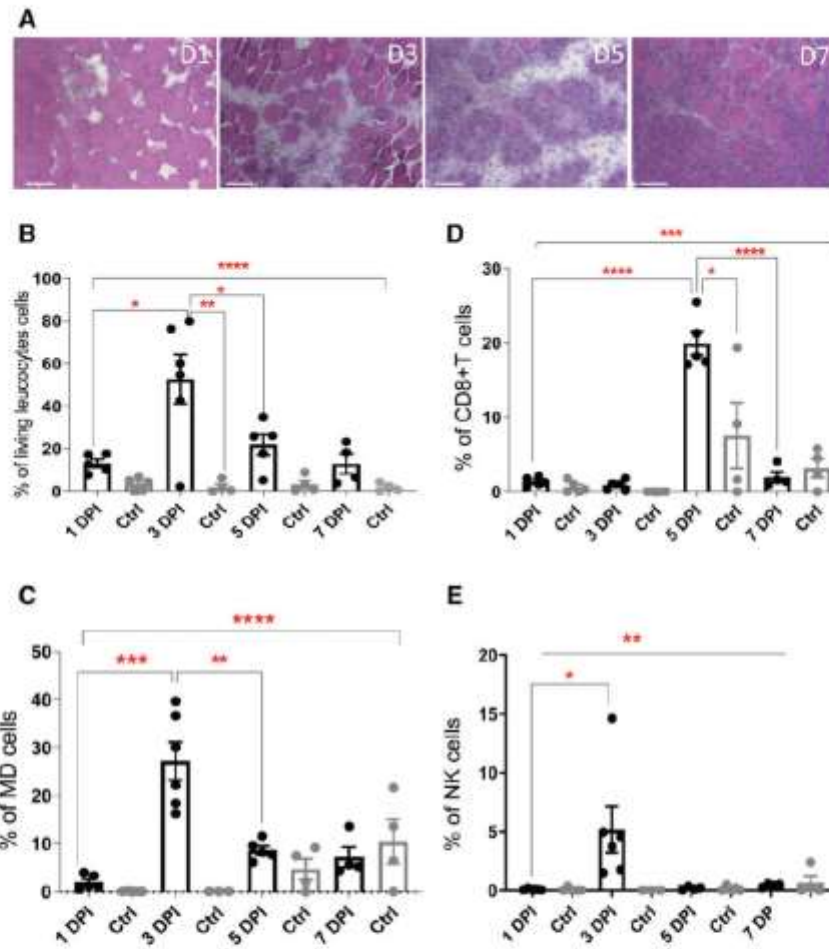 A
D1 D3 D5 D7
B
****
*
*
**
100
80
60
40
20
0
% of living leucocytes cells
1 DPI Ctrl 3 DPI Ctrl 5 DPI Ctrl 7 DPI Ctrl
D
***
****
****
*
30
20
10
0
% of CD8+T cells
1 DPI Ctrl 3 DPI Ctrl 5 DPI Ctrl 7 DPI Ctrl
C
****
***
**
50
40
30
20
10
0
% of MD cells
1 DPI Ctrl 3 DPI Ctrl 5 DPI Ctrl 7 DPI Ctrl
E
**
*
20
15
10
5
0
% of NK cells
1 DPI Ctrl 3 DPI Ctrl 5 DPI Ctrl 7 DP Ctrl